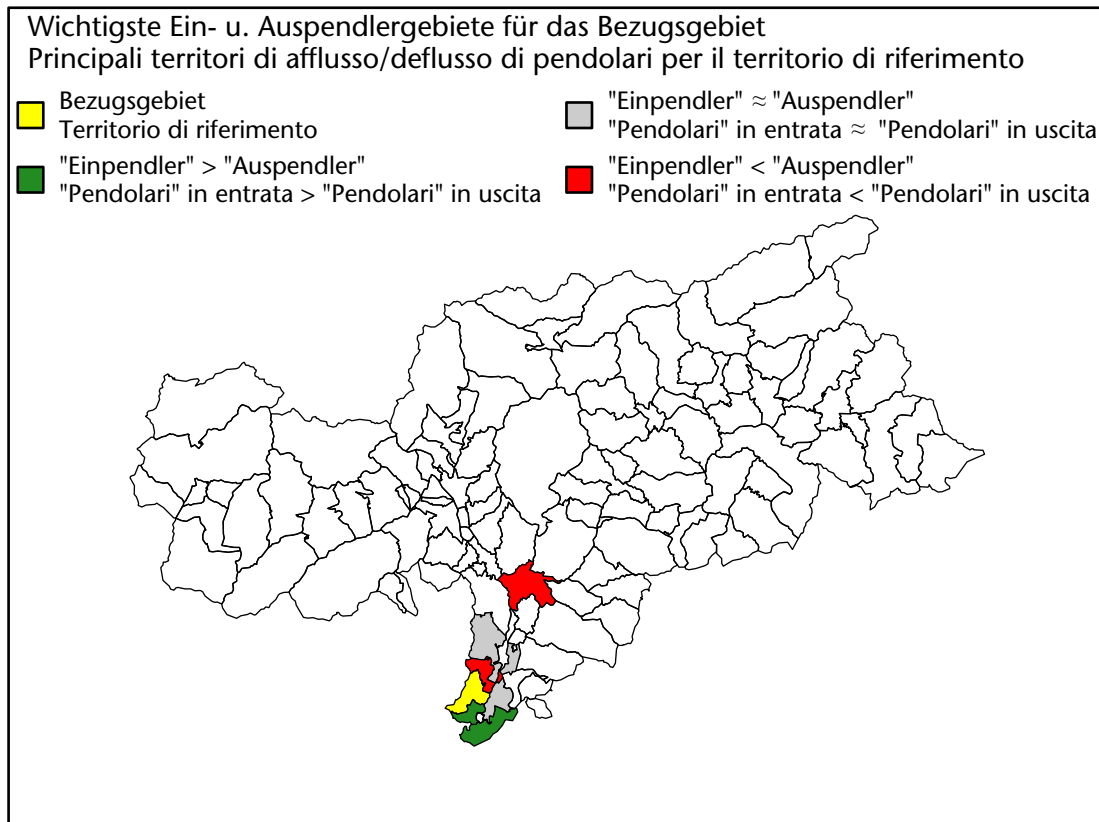 Wichtigste Ein- u. Auspendlergebiete für das Bezugsgebiet
Principali territori di afflusso/deflusso di pendolari per il territorio di riferimento
Bezugsgebiet
Territorio di riferimento
"Einpendler" > "Auspendler"
"Pendolari" in entrata > "Pendolari" in uscita
"Einpendler" ≈ "Auspendler"
"Pendolari" in entrata ≈ "Pendolari" in uscita
"Einpendler" < "Auspendler"
"Pendolari" in entrata < "Pendolari" in uscita